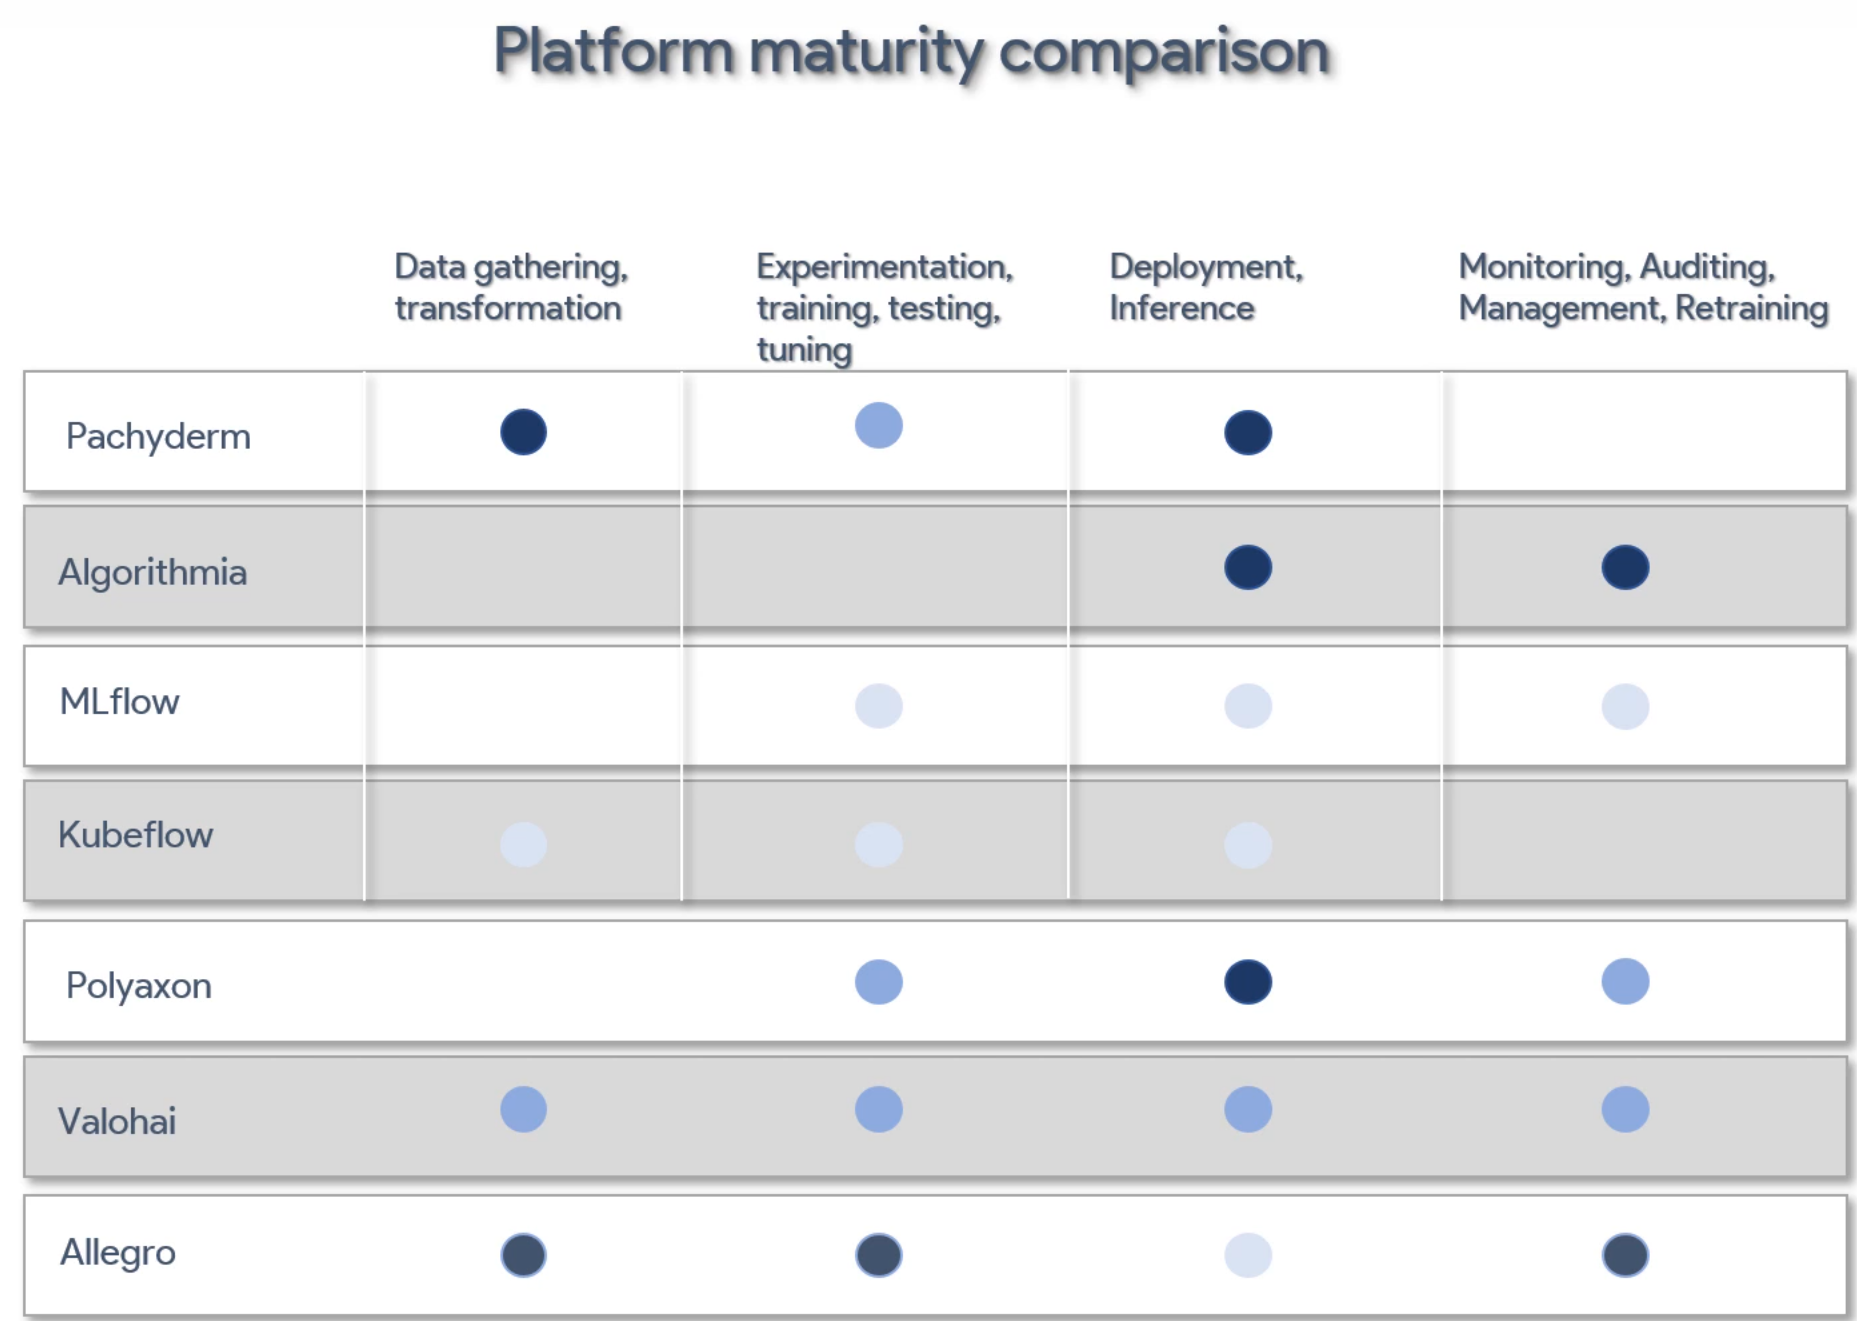 Platform maturity comparison
Data gathering,
transformation
Experimentation,
training, testing,
tuning
Deployment,
Inference
Monitoring, Auditing,
Management, Retraining
Pachyderm
Algorithmia
MLflow
Kubeflow
Polyaxon
Valohai
Allegro